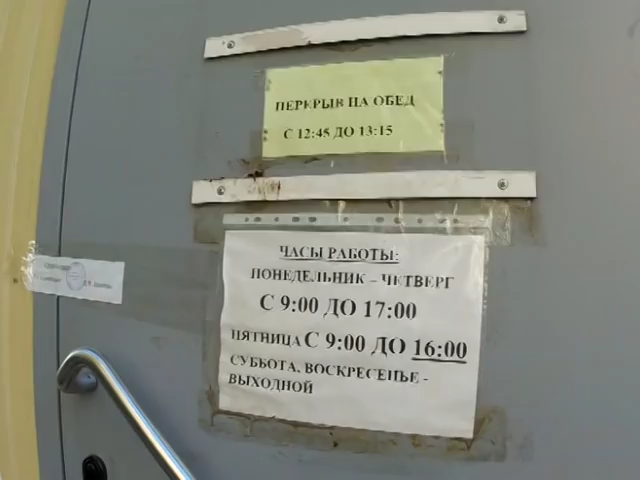 ПЕРЕРЫВ НА ОБЕД
С 12:45 ДО 13:15
ЧАСЫ РАБОТЫ:
ПОНЕДЕЛЬНИК – ЧЕТВЕРГ
С 9:00 ДО 17:00
ПЯТНИЦА С 9:00 ДО 16:00
СУББОТА, ВОСКРЕСЕНЬЕ -
ВЫХОДНОЙ